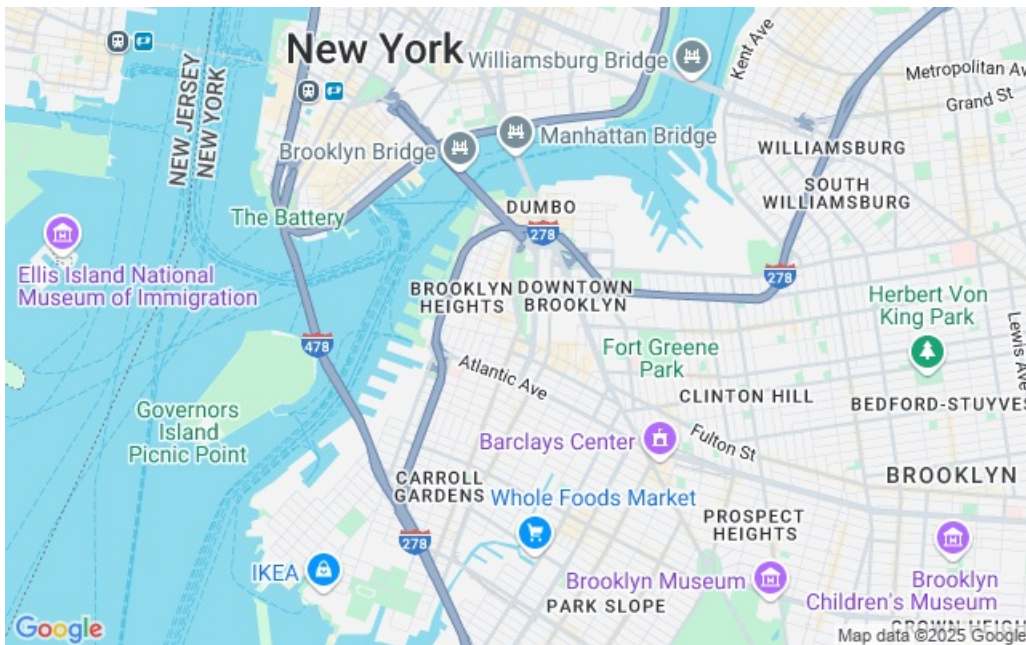 New York
Williamsburg Bridge
Kent Ave
Metropolitan Av
Grand St
NEW JERSEY
NEW YORK
Brooklyn Bridge
Manhattan Bridge
WILLIAMSBURG
SOUTH
WILLIAMSBURG
The Battery
DUMBO
278
Ellis Island National
Museum of Immigration
278
BROOKLYN
HEIGHTS
DOWNTOWN
BROOKLYN
Herbert Von
King Park
Lewis Ave
478
Fort Greene
Park
Atlantic Ave
CLINTON HILL
BEDFORD-STUYVES
Governors
Island
Picnic Point
Barclays Center
Fulton St
CARROLL
GARDENS
Whole Foods Market
BROOKLYN
PROSPECT
HEIGHTS
278
IKEA
Brooklyn Museum
Brooklyn
Children's Museum
PARK SLOPE
CROWN HEIGH
Google
Map data ©2025 Google